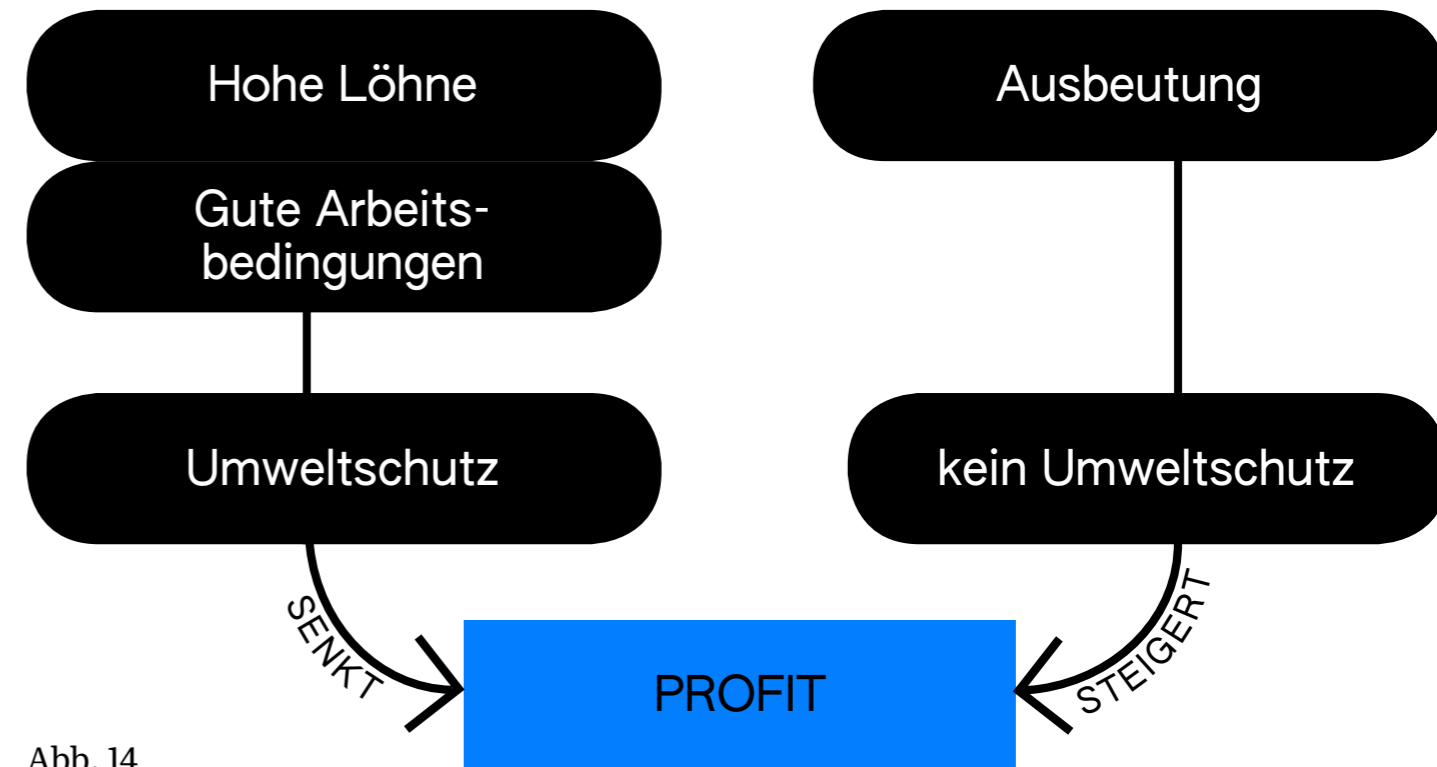 Hohe Löhne
Gute Arbeits-
bedingungen
Umweltschutz
SENKT
Ausbeutung
kein Umweltschutz
STEIGERT
PROFIT
Abb. 14